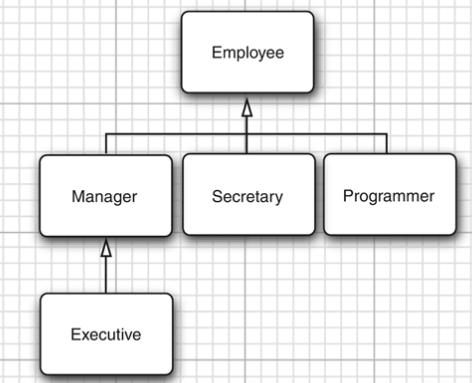 Employee
Manager
Secretary
Programmer
Executive